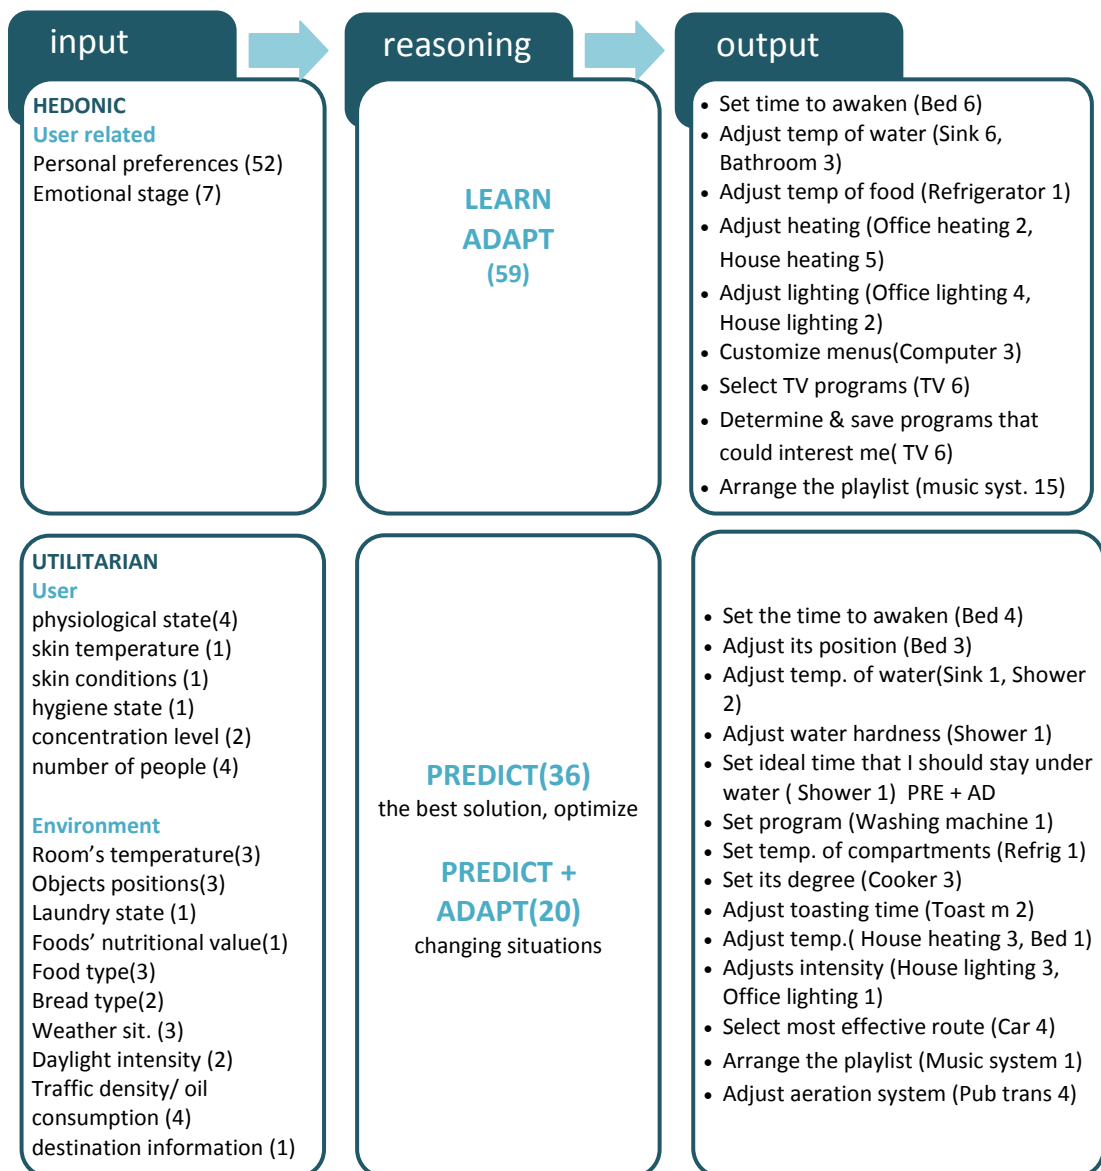 input
reasoning
output
HEDONIC
User related
Personal preferences (52)
Emotional stage (7)
LEARN
ADAPT
(59)
• Set time to awaken (Bed 6)
• Adjust temp of water (Sink 6,
Bathroom 3)
• Adjust temp of food (Refrigerator 1)
• Adjust heating (Office heating 2,
House heating 5)
• Adjust lighting (Office lighting 4,
House lighting 2)
• Customize menus(Computer 3)
• Select TV programs (TV 6)
• Determine & save programs that
could interest me( TV 6)
• Arrange the playlist (music syst. 15)
UTILITARIAN
User
physiological state(4)
skin temperature (1)
skin conditions (1)
hygiene state (1)
concentration level (2)
number of people (4)
Environment
Room's temperature(3)
Objects positions(3)
Laundry state (1)
Foods' nutritional value(1)
Food type(3)
Bread type(2)
Weather sit. (3)
Daylight intensity (2)
Traffic density/ oil
consumption (4)
destination information (1)
PREDICT(36)
the best solution, optimize
PREDICT +
ADAPT(20)
changing situations
• Set the time to awaken (Bed 4)
• Adjust its position (Bed 3)
• Adjust temp. of water(Sink 1, Shower
2)
• Adjust water hardness (Shower 1)
• Set ideal time that I should stay under
water ( Shower 1)  PRE + AD
• Set program (Washing machine 1)
• Set temp. of compartments (Refrig 1)
• Set its degree (Cooker 3)
• Adjust toasting time (Toast m 2)
• Adjust temp.( House heating 3, Bed 1)
• Adjusts intensity (House lighting 3,
Office lighting 1)
• Select most effective route (Car 4)
• Arrange the playlist (Music system 1)
• Adjust aeration system (Pub trans 4)